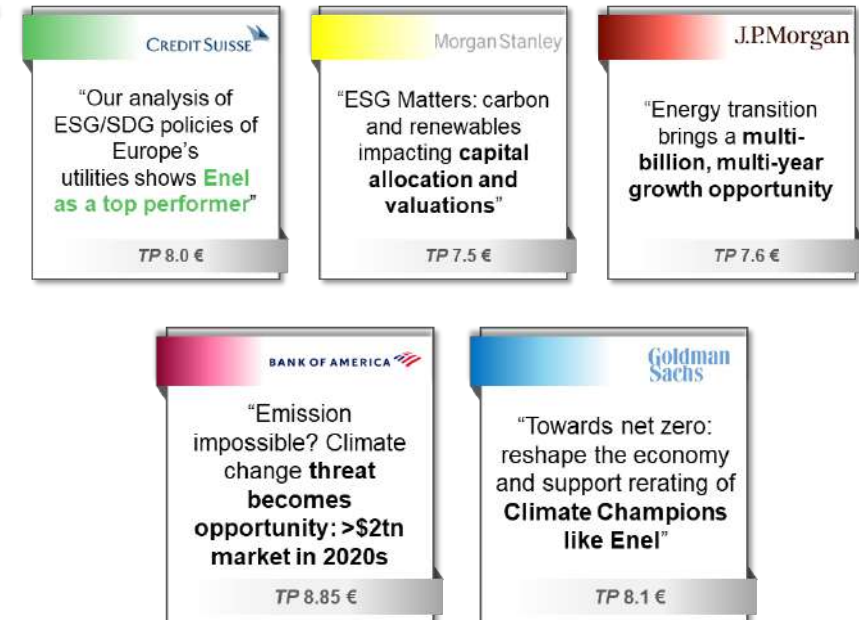 CREDIT SUISSE
“Our analysis of
ESG/SDG policies of
Europe’s
utilities shows Enel
as a top performer”
TP 8.0 €
Morgan Stanley
“ESG Matters: carbon
and renewables
impacting capital
allocation and
valuations”
TP 7.5 €
J.P.Morgan
“Energy transition
brings a multi-
billion, multi-year
growth opportunity
TP 7.6 €
BANK OF AMERICA
“Emission
impossible? Climate
change threat
becomes
opportunity: >$2tn
market in 2020s
TP 8.85 €
Goldman
Sachs
“Towards net zero:
reshape the economy
and support rerating of
Climate Champions
like Enel”
TP 8.1 €